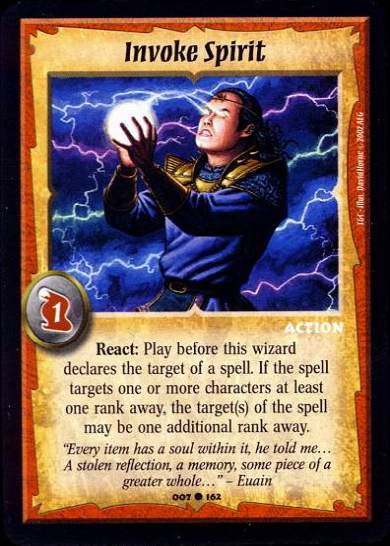 Invoke Spirit
1
ACTION
React: Play before this wizard
declares the target of a spell. If the spell
targets one or more characters at least
one rank away, the target(s) of the spell
may be one additional rank away.
“Every item has a soul within it, he told me…
A stolen reflection, a memory, some piece of a
greater whole…” – Euain
007 162